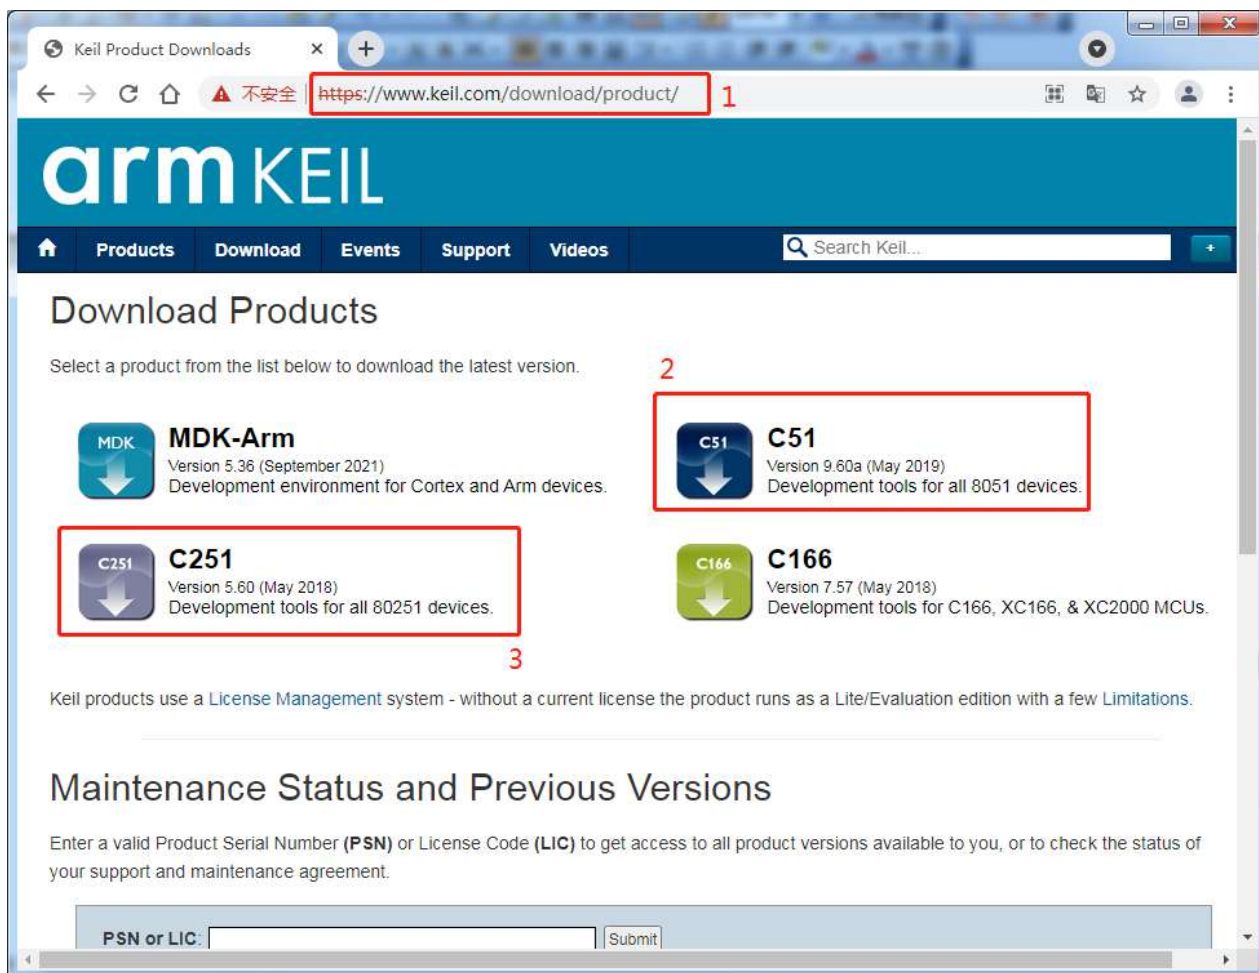 Keil Product Downloads
不安全 https://www.keil.com/download/product/ 1
arm KEIL
Products Download Events Support Videos Search Keil... +
Download Products
Select a product from the list below to download the latest version.
2
MDK
MDK-Arm
Version 5.36 (September 2021)
Development environment for Cortex and Arm devices.
C51
C51
Version 9.60a (May 2019)
Development tools for all 8051 devices.
C251
C251
Version 5.60 (May 2018)
Development tools for all 80251 devices.
C166
C166
Version 7.57 (May 2018)
Development tools for C166, XC166, & XC2000 MCUs.
3
Keil products use a License Management system - without a current license the product runs as a Lite/Evaluation edition with a few Limitations.
Maintenance Status and Previous Versions
Enter a valid Product Serial Number (PSN) or License Code (LIC) to get access to all product versions available to you, or to check the status of
your support and maintenance agreement.
PSN or LIC: Submit